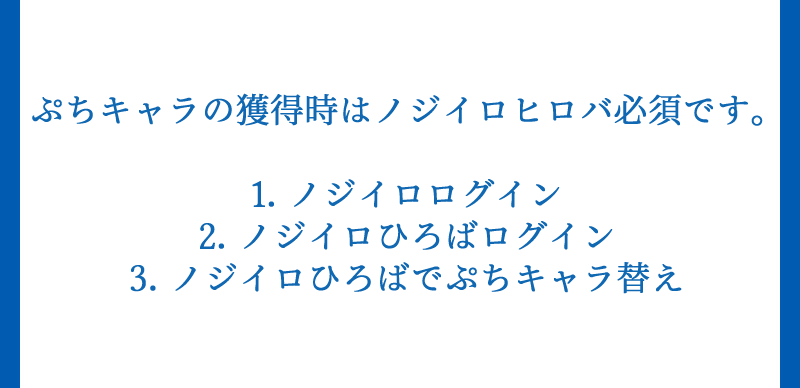 ぷちキャラの獲得時はノジイロヒロバ必須です。
1. ノジイロログイン
2. ノジイロひろばログイン
3. ノジイロひろばでぷちキャラ替え